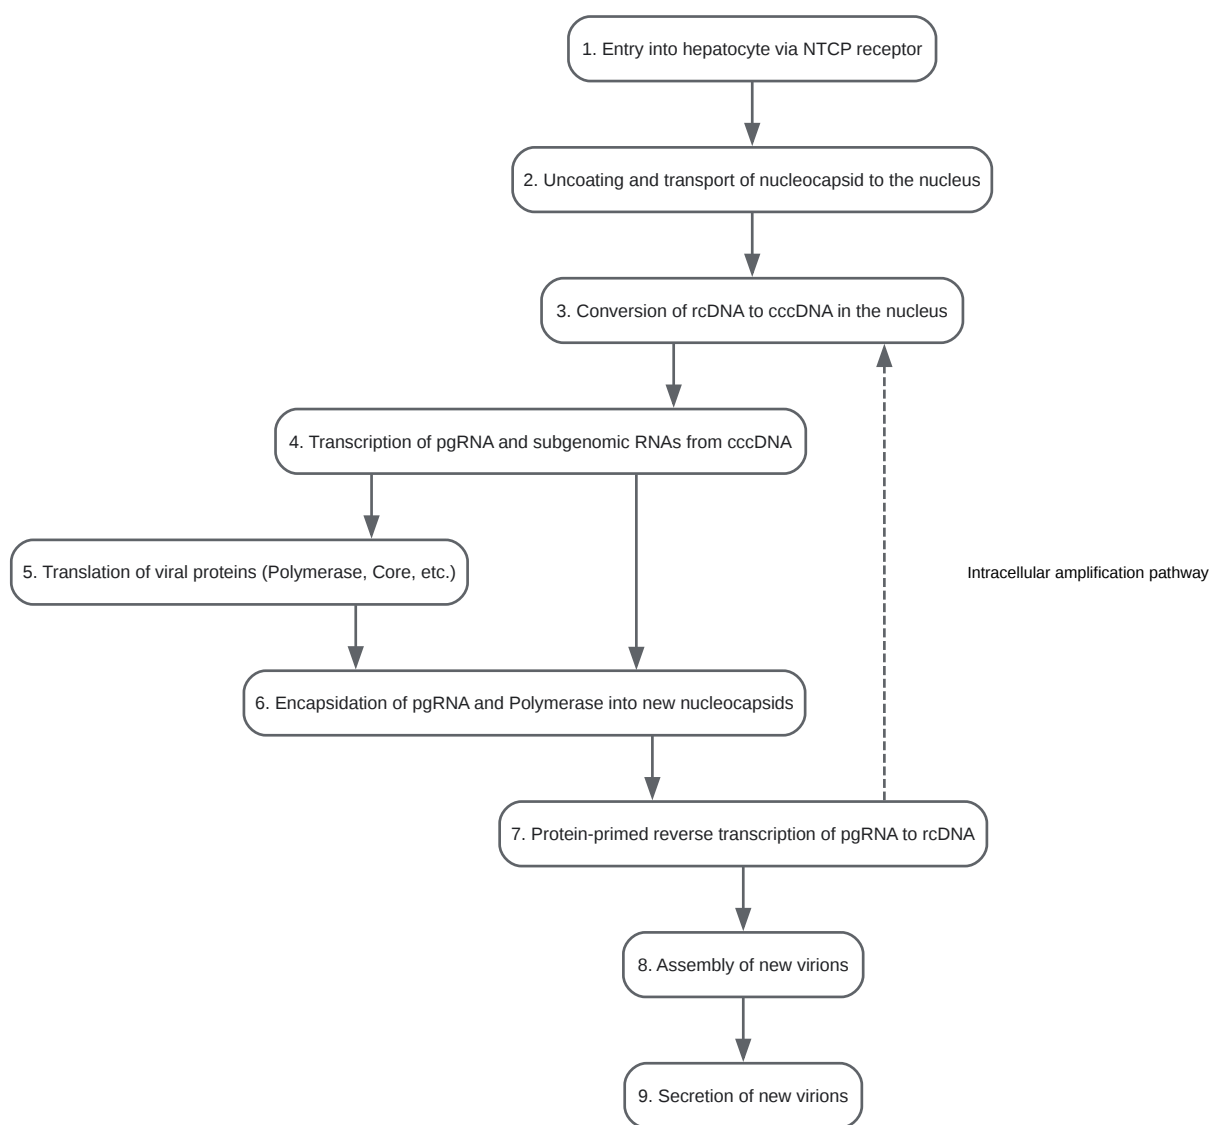 1. Entry into hepatocyte via NTCP receptor
2. Uncoating and transport of nucleocapsid to the nucleus
3. Conversion of rcDNA to cccDNA in the nucleus
4. Transcription of pgRNA and subgenomic RNAs from cccDNA
5. Translation of viral proteins (Polymerase, Core, etc.)
Intracellular amplification pathway
6. Encapsidation of pgRNA and Polymerase into new nucleocapsids
7. Protein-primed reverse transcription of pgRNA to rcDNA
8. Assembly of new virions
9. Secretion of new virions